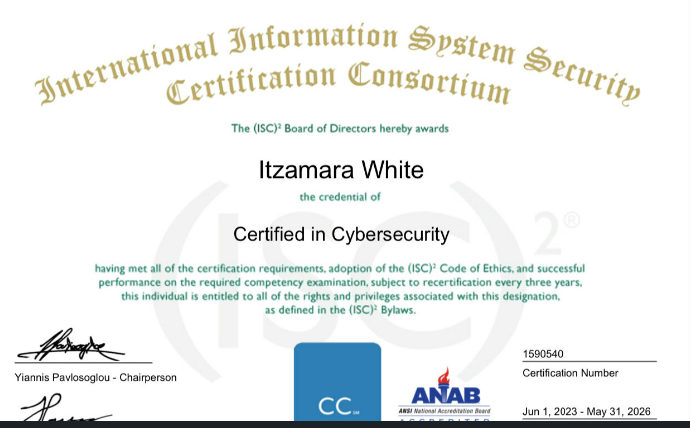 International Information System Security
Certification Consortium
The (ISC)² Board of Directors hereby awards
Itzamara White
the credential of
Certified in Cybersecurity
(ISC)²®
having met all of the certification requirements, adoption of the (ISC)² Code of Ethics, and successful
performance on the required competency examination, subject to recertification every three years,
this individual is entitled to all of the rights and privileges associated with this designation,
as defined in the (ISC)² Bylaws.
Yiannis Pavlosoglou - Chairperson
CC℠
ANAB
ANSI National Accreditation Board
ACCREDITED
1590540
Certification Number
Jun 1, 2023 - May 31, 2026